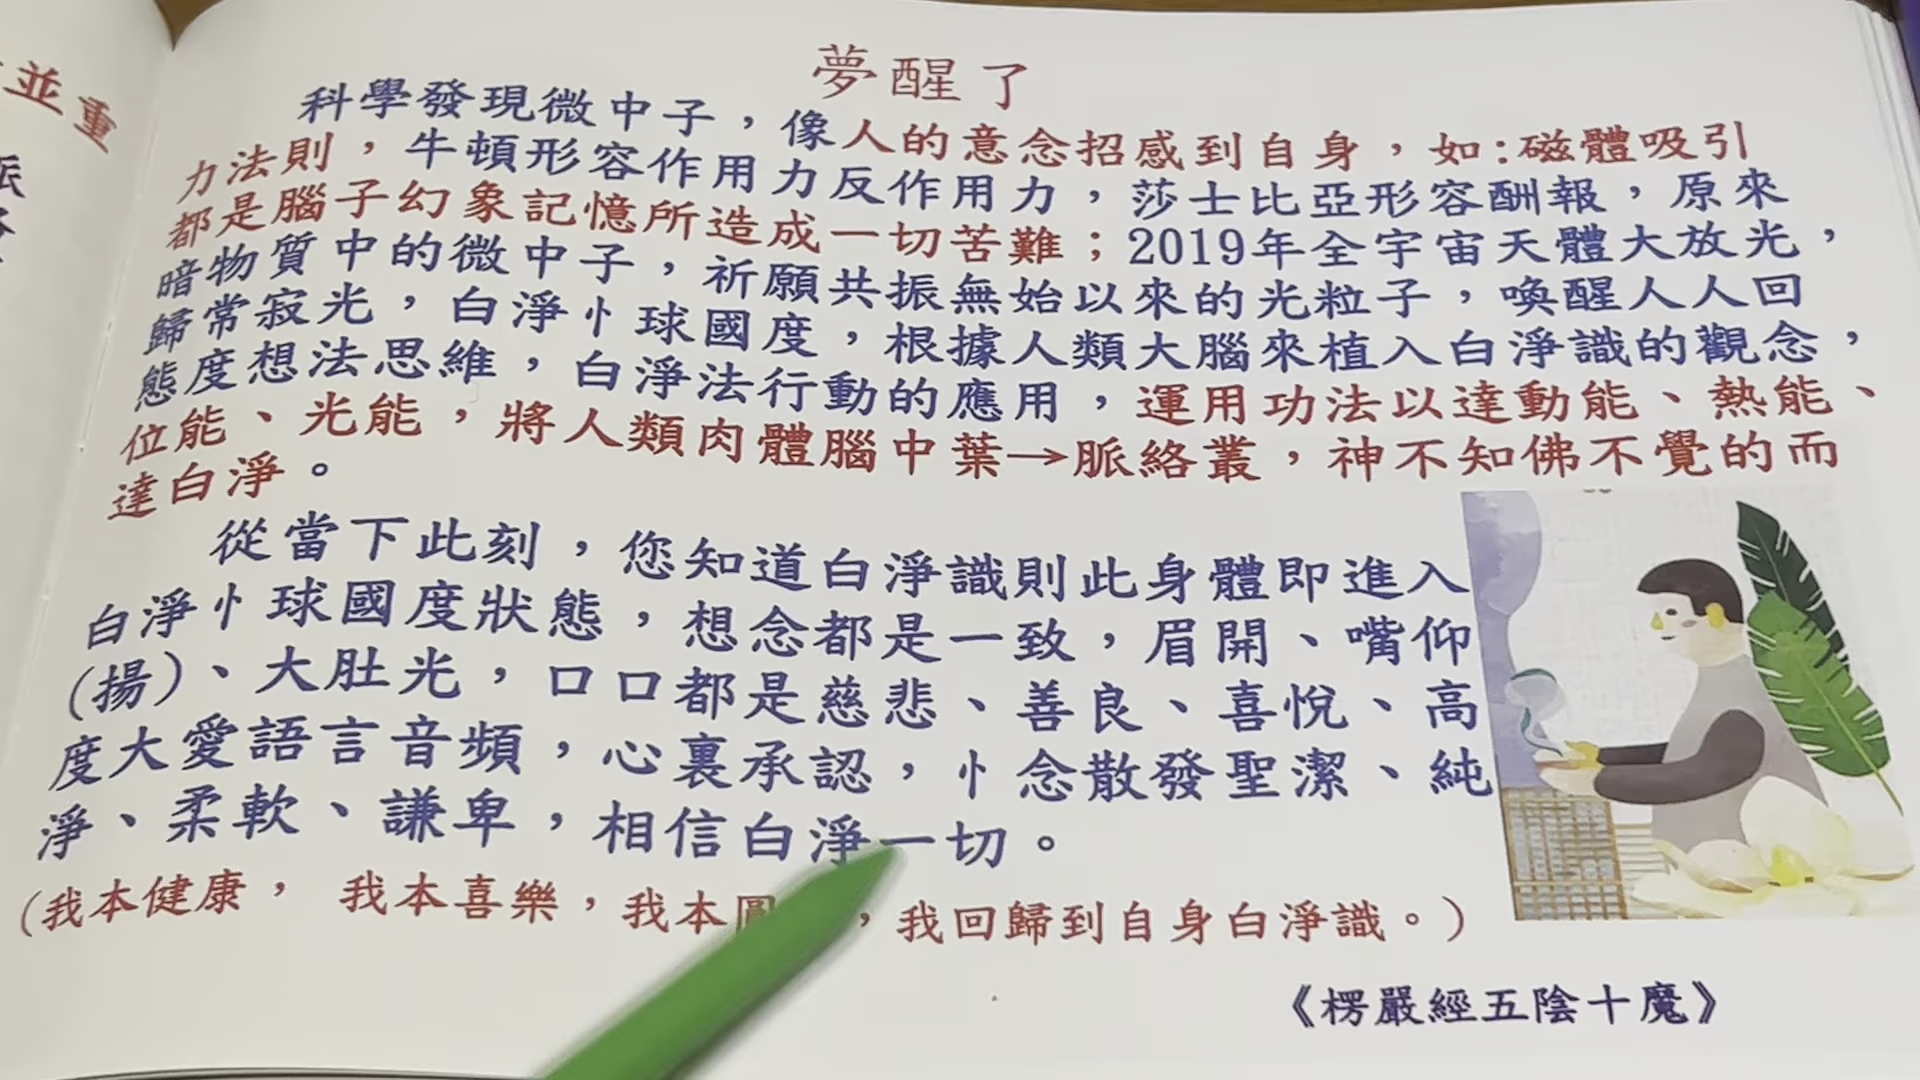 並重
夢醒了
科學發現微中子，像人的意念招感到自身，如:磁體吸引
力法則，牛頓形容作用力反作用力，莎士比亞形容酬報，原來
都是腦子幻象記憶所造成一切苦難；2019年全宇宙天體大放光，
暗物質中的微中子，祈願共振無始以來的光粒子，喚醒人人回
歸常寂光，白淨忄球國度，根據人類大腦來植入白淨識的觀念，
態度想法思維，白淨法行動的應用，運用功法以達動能、熱能、
位能、光能，將人類肉體腦中葉→脈絡叢，神不知佛不覺的而
達白淨。
從當下此刻，您知道白淨識則此身體即進入
白淨忄球國度狀態，想念都是一致，眉開、嘴仰
(揚)、大肚光，口口都是慈悲、善良、喜悅、高
度大愛語言音頻，心裏承認，忄念散發聖潔、純
淨、柔軟、謙卑，相信白淨一切。
(我本健康， 我本喜樂，我本圓，我回歸到自身白淨識。)
《楞嚴經五陰十魔》